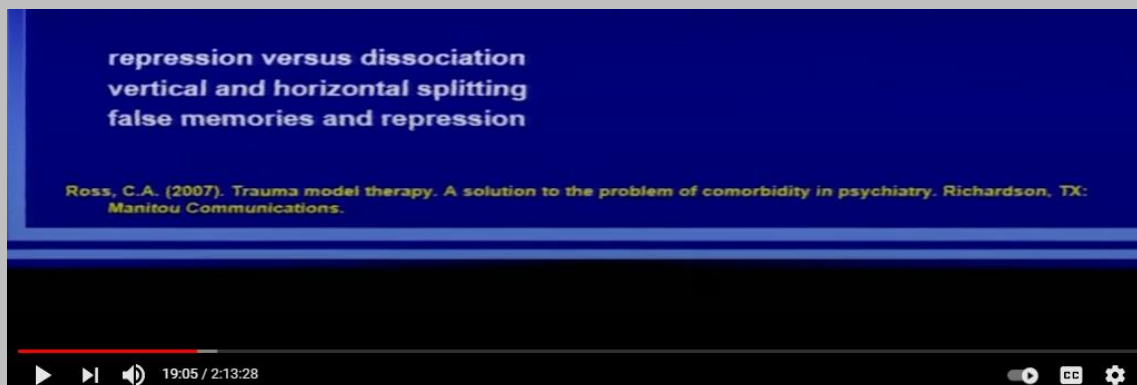 repression versus dissociation
vertical and horizontal splitting
false memories and repression
Ross, C.A. (2007). Trauma model therapy. A solution to the problem of comorbidity in psychiatry. Richardson, TX:
Manitou Communications.
19:05 / 2:13:28
CC